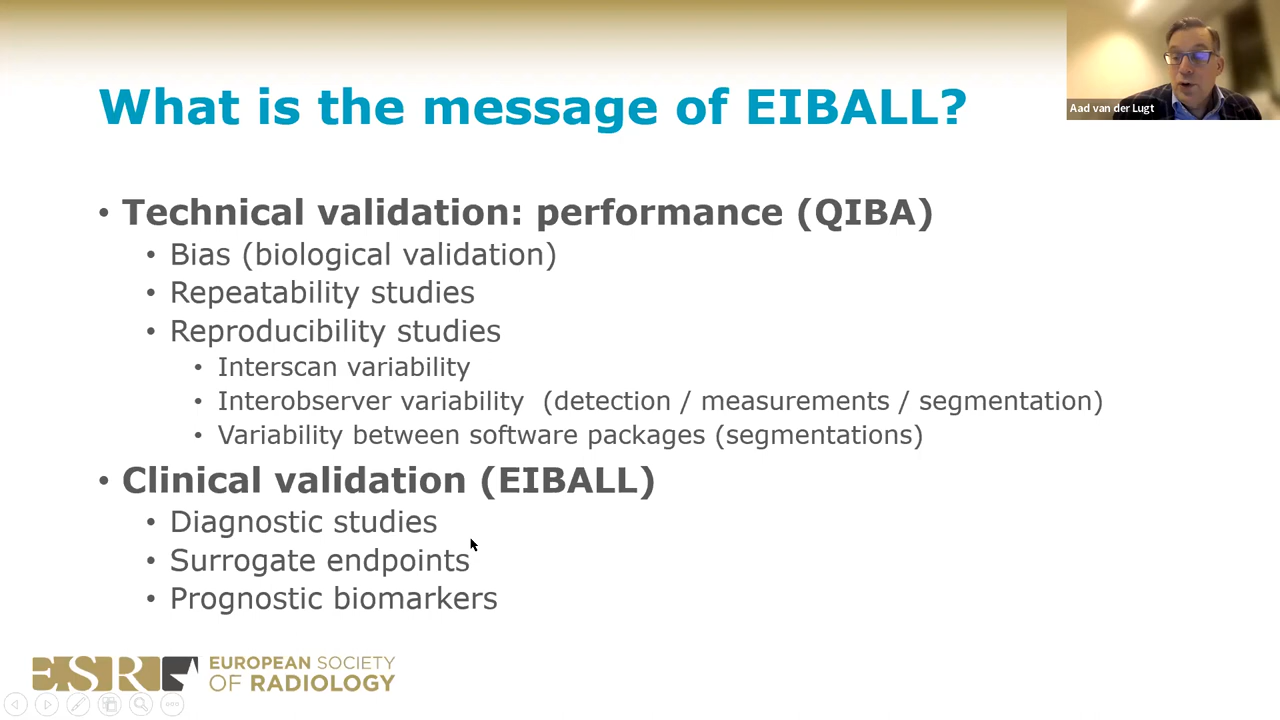 What is the message of EIBALL?
Aad van der Lugt
• Technical validation: performance (QIBA)
• Bias (biological validation)
• Repeatability studies
• Reproducibility studies
• Interscan variability
• Interobserver variability (detection / measurements / segmentation)
• Variability between software packages (segmentations)
• Clinical validation (EIBALL)
• Diagnostic studies
• Surrogate endpoints
• Prognostic biomarkers
ESR EUROPEAN SOCIETY
OF RADIOLOGY